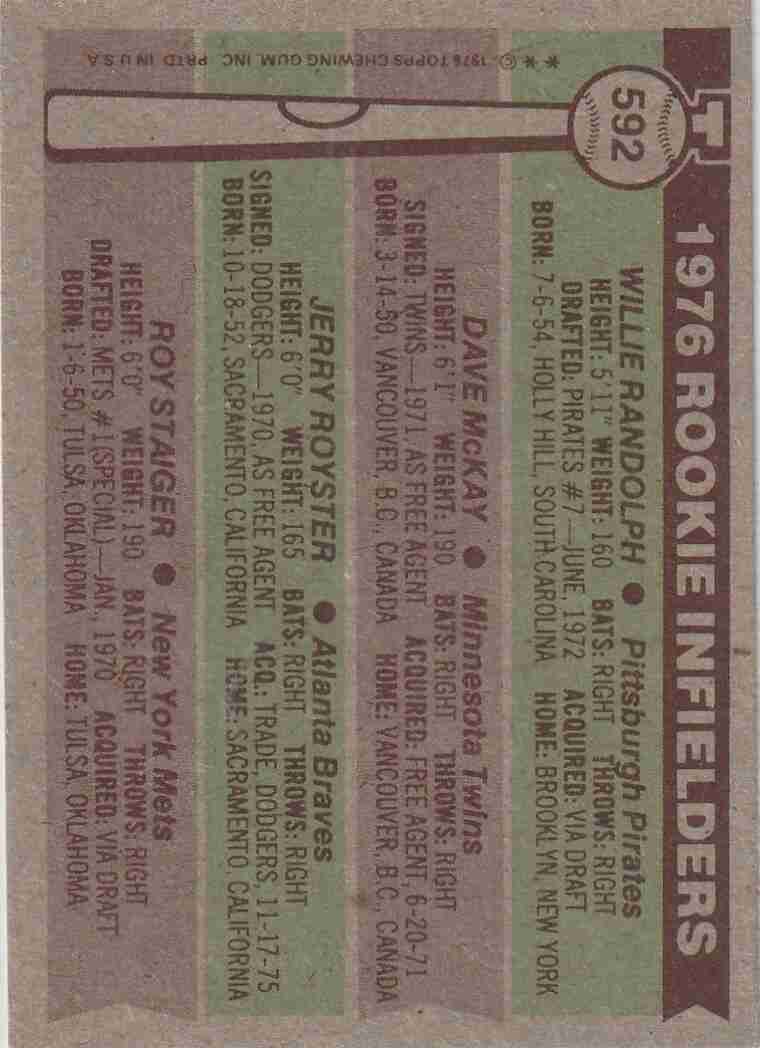 T
592
1976 ROOKIE INFIELDERS
WILLIE RANDOLPH ● Pittsburgh Pirates
HEIGHT: 5'11" WEIGHT: 160 BATS: RIGHT THROWS: RIGHT
DRAFTED: PIRATES #7—JUNE, 1972 ACQUIRED: VIA DRAFT
BORN: 7-6-54, HOLLY HILL, SOUTH CAROLINA HOME: BROOKLYN, NEW YORK
DAVE McKAY ● Minnesota Twins
HEIGHT: 6'1" WEIGHT: 190 BATS: RIGHT THROWS: RIGHT
SIGNED: TWINS—1971, AS FREE AGENT ACQUIRED: FREE AGENT, 6-20-71
BORN: 3-14-50, VANCOUVER, B.C., CANADA HOME: VANCOUVER, B.C., CANADA
JERRY ROYSTER ● Atlanta Braves
HEIGHT: 6'0" WEIGHT: 165 BATS: RIGHT THROWS: RIGHT
SIGNED: DODGERS—1970, AS FREE AGENT ACQ.: TRADE, DODGERS, 11-17-75
BORN: 10-18-52, SACRAMENTO, CALIFORNIA HOME: SACRAMENTO, CALIFORNIA
ROY STAIGER ● New York Mets
HEIGHT: 6'0" WEIGHT: 190 BATS: RIGHT THROWS: RIGHT
DRAFTED: METS #1 (SPECIAL)—JAN., 1970 ACQUIRED: VIA DRAFT
BORN: 1-6-50, TULSA, OKLAHOMA HOME: TULSA, OKLAHOMA
** © 1976 TOPPS CHEWING GUM, INC. PRTD IN U S A